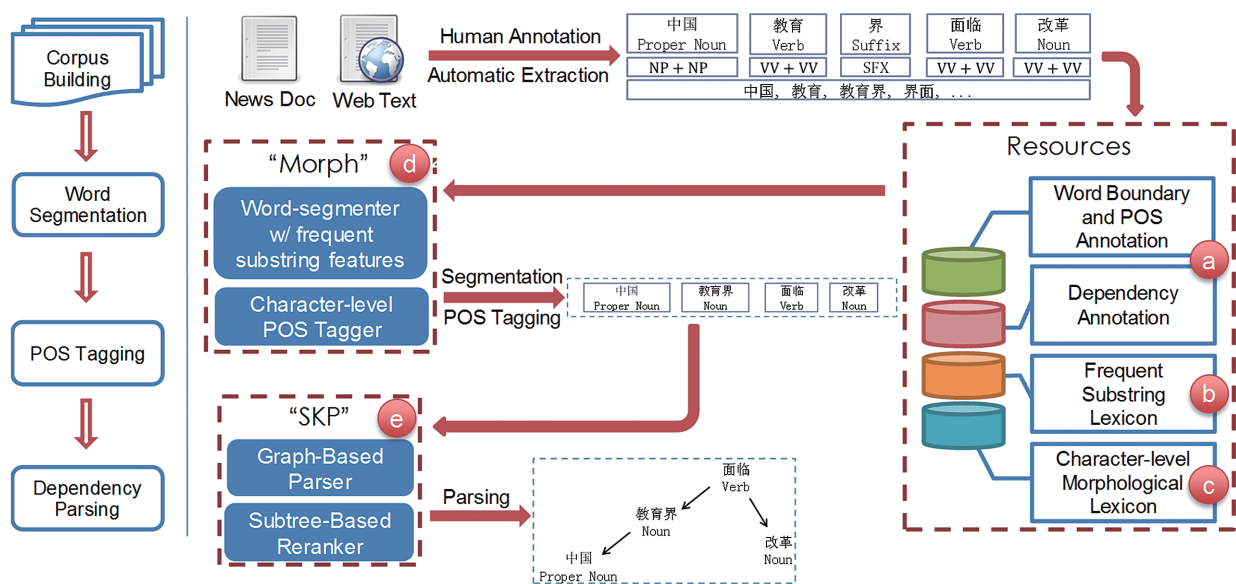 Corpus
Building
Word
Segmentation
POS Tagging
Dependency
Parsing
News Doc
Web Text
Human Annotation
Automatic Extraction
中国
Proper Noun
教育
Verb
界
Suffix
面临
Verb
改革
Noun
NP + NP
VV + VV
SFX
VV + VV
VV + VV
中国, 教育, 教育界, 界面, ...
Resources
Word Boundary
and POS
Annotation
a
Dependency
Annotation
Frequent
Substring
Lexicon
b
Character-level
Morphological
Lexicon
c
“Morph”
d
Word-segmenter
w/ frequent
substring features
Character-level
POS Tagger
Segmentation
POS Tagging
中国
Proper Noun
教育界
Noun
面临
Verb
改革
Noun
“SKP”
e
Graph-Based
Parser
Subtree-Based
Reranker
Parsing
面临
Verb
教育界
Noun
改革
Noun
中国
Proper Noun